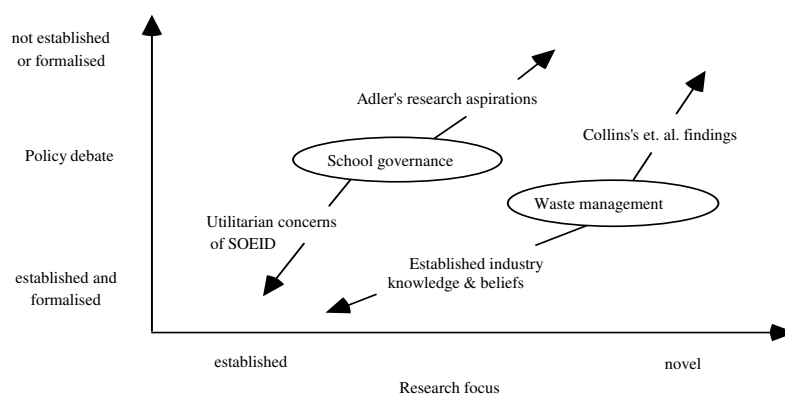 not established
or formalised
Adler's research aspirations
Collins's et. al. findings
Policy debate
School governance
Waste management
Utilitarian concerns
of SOEID
Established industry
knowledge & beliefs
established and
formalised
established
novel
Research focus